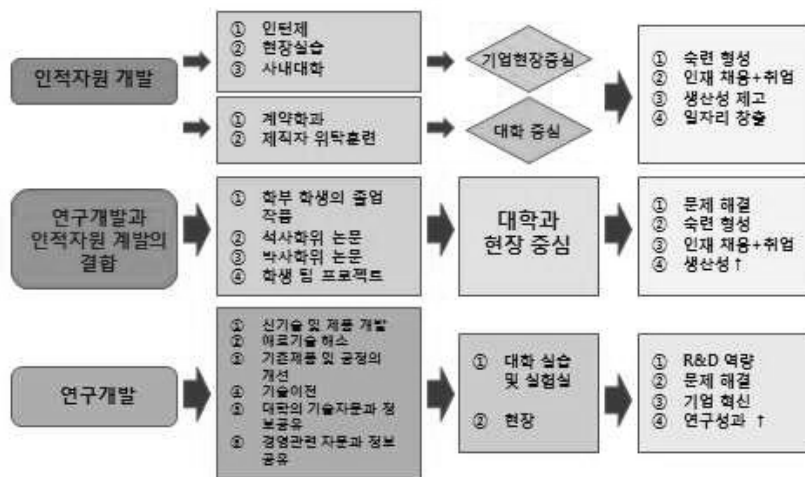 인적자원 개발
① 인턴제
② 현장실습
③ 사내대학
기업현장중심
① 계약학과
② 제직자 위탁훈련
대학 중심
① 숙련 형성
② 인재 채용+취업
③ 생산성 제고
④ 일자리 창출
연구개발과
인적자원 계발의
결합
① 학부 학생의 졸업
작품
② 석사학위 논문
③ 박사학위 논문
④ 학생 팀 프로젝트
대학과
현장 중심
① 문제 해결
② 숙련 형성
③ 인재 채용+취업
④ 생산성↑
연구개발
① 신기술 및 제품 개발
② 애로기술 해소
③ 기존제품 및 공정의
개선
④ 기술이전
⑤ 대학의 기술자문과 정
보공유
⑥ 경영관련 자문과 정보
공유
① 대학 실습
및 실험실
② 현장
① R&D 역량
② 문제 해결
③ 기업 혁신
④ 연구성과 ↑